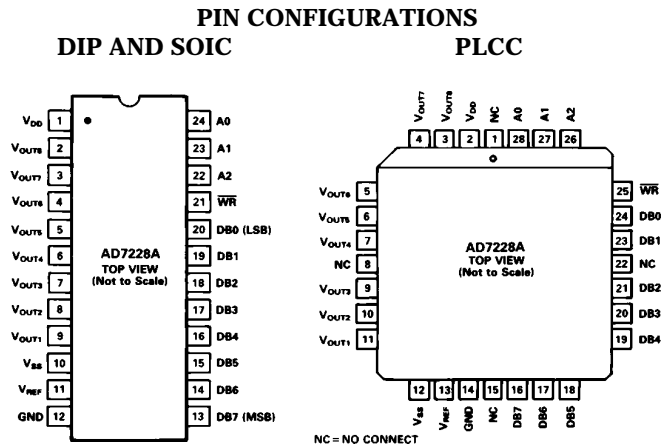 PIN CONFIGURATIONS
DIP AND SOIC
PLCC
VDD 1
VOUT8 2
VOUT7 3
VOUT6 4
VOUT5 5
VOUT4 6
VOUT3 7
VOUT2 8
VOUT1 9
VSS 10
VREF 11
GND 12
AD7228A
TOP VIEW
(Not to Scale)
24 A0
23 A1
22 A2
21 WR
20 DB0 (LSB)
19 DB1
18 DB2
17 DB3
16 DB4
15 DB5
14 DB6
13 DB7 (MSB)
VOUT7 VOUT8 VDD NC A0 A1 A2
4 3 2 1 28 27 26
VOUT6 5
VOUT5 6
VOUT4 7
NC 8
VOUT3 9
VOUT2 10
VOUT1 11
AD7228A
TOP VIEW
(Not to Scale)
25 WR
24 DB0
23 DB1
22 NC
21 DB2
20 DB3
19 DB4
12 13 14 15 16 17 18
VSS VREF GND NC DB7 DB6 DB5
NC = NO CONNECT